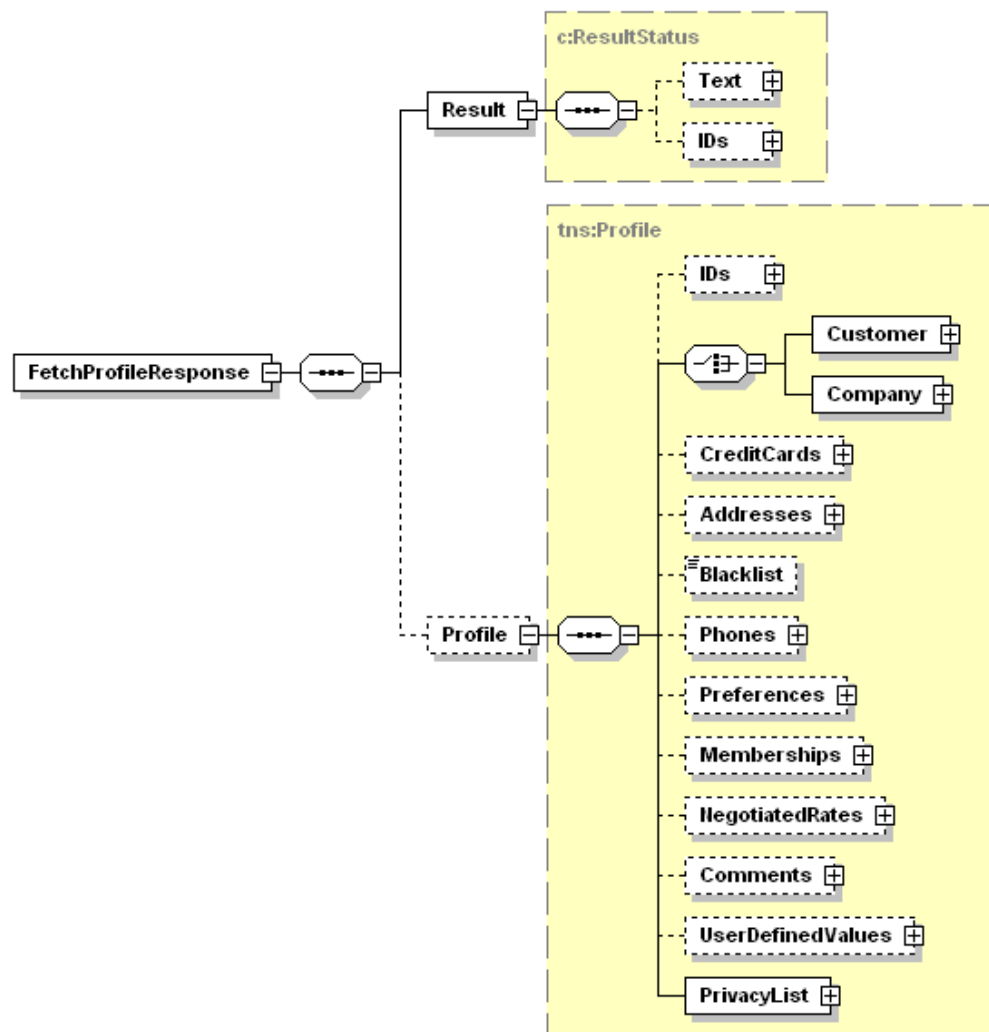 c:ResultStatus
Text
Result
IDs
tns:Profile
IDs
Customer
FetchProfileResponse
Company
CreditCards
Addresses
Blacklist
Profile
Phones
Preferences
Memberships
NegotiatedRates
Comments
UserDefinedValues
PrivacyList